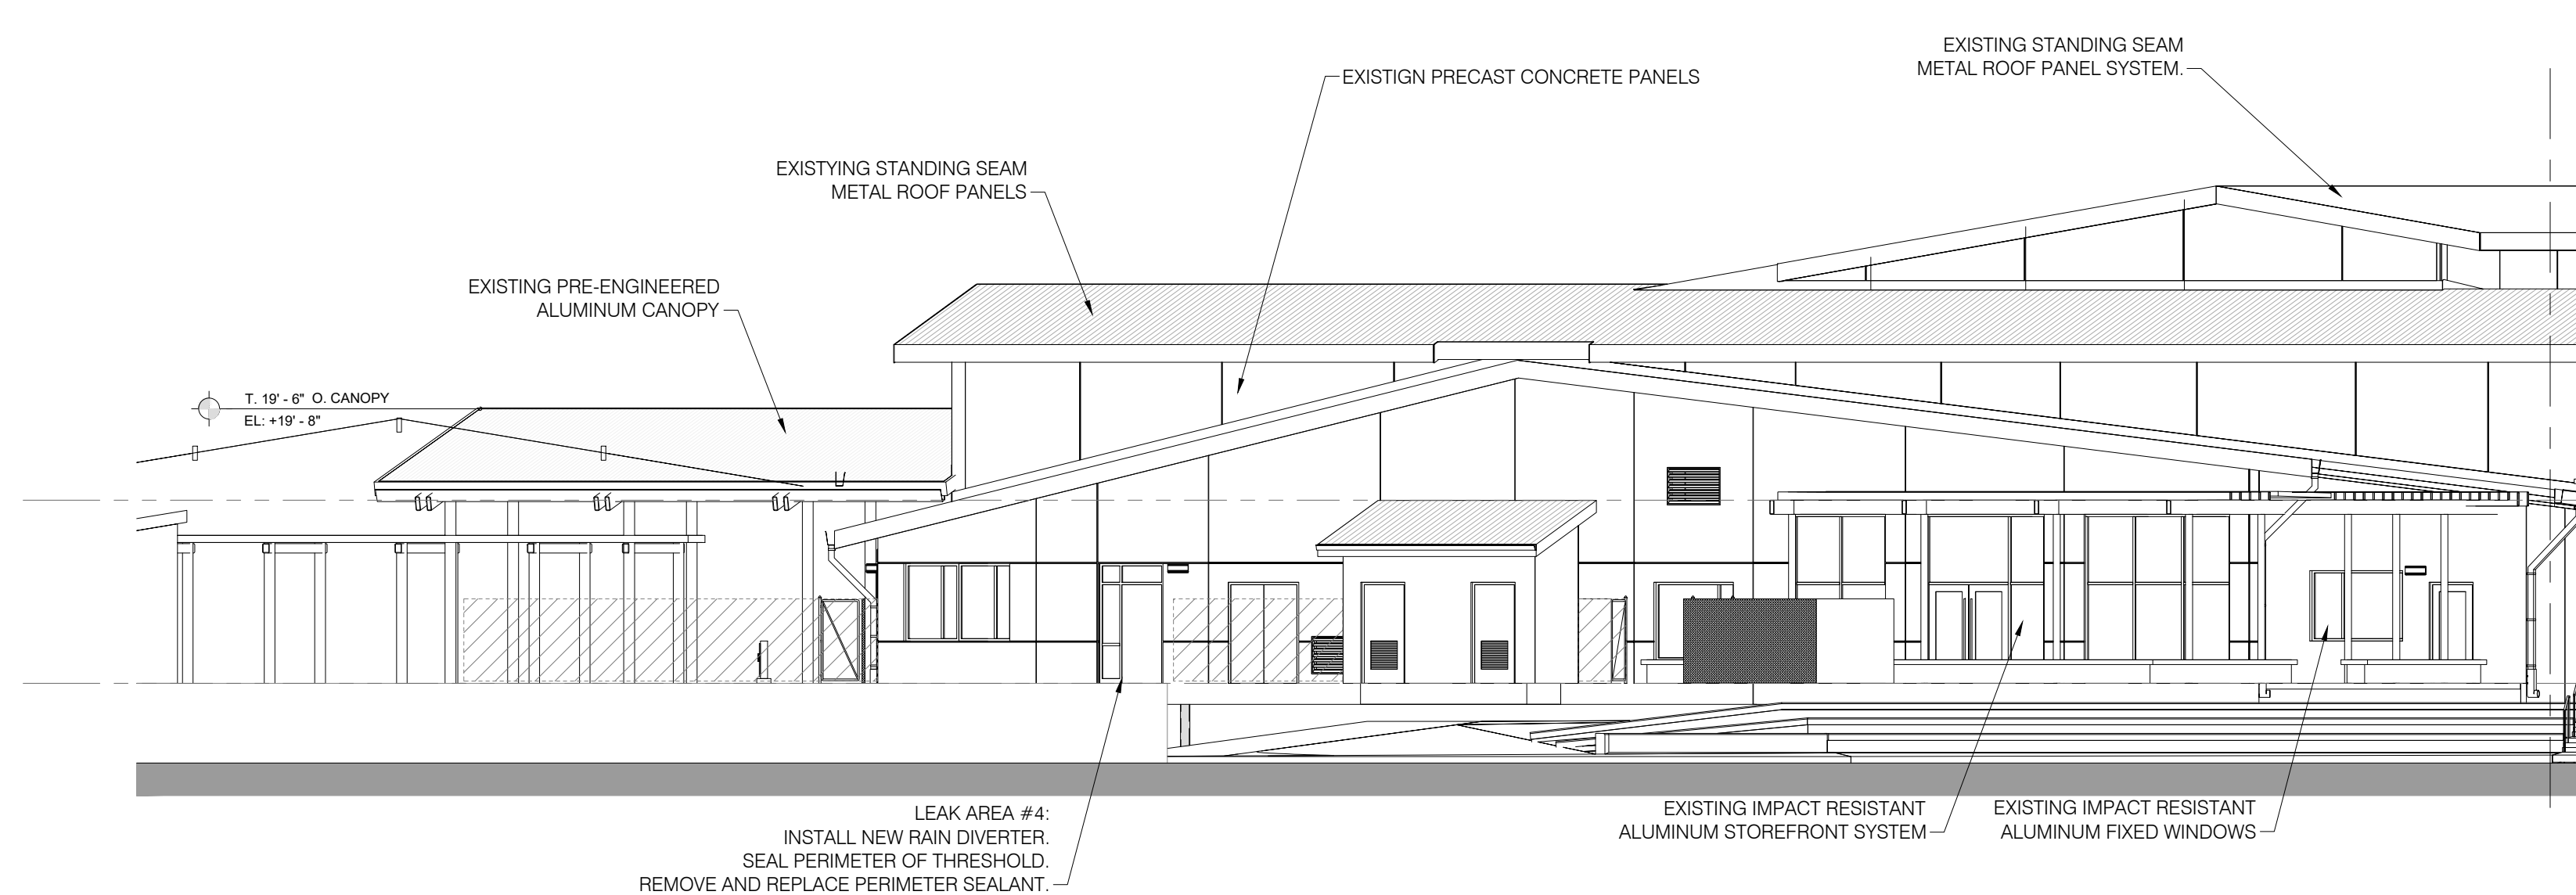 EXISTING STANDING SEAM
METAL ROOF PANEL SYSTEM.
EXISTIGN PRECAST CONCRETE PANELS
EXISTYING STANDING SEAM
METAL ROOF PANELS
EXISTING PRE-ENGINEERED
ALUMINUM CANOPY
T. 19' - 6" O. CANOPY
EL: +19' - 8"
LEAK AREA #4:
INSTALL NEW RAIN DIVERTER.
SEAL PERIMETER OF THRESHOLD.
REMOVE AND REPLACE PERIMETER SEALANT.
EXISTING IMPACT RESISTANT
ALUMINUM STOREFRONT SYSTEM
EXISTING IMPACT RESISTANT
ALUMINUM FIXED WINDOWS